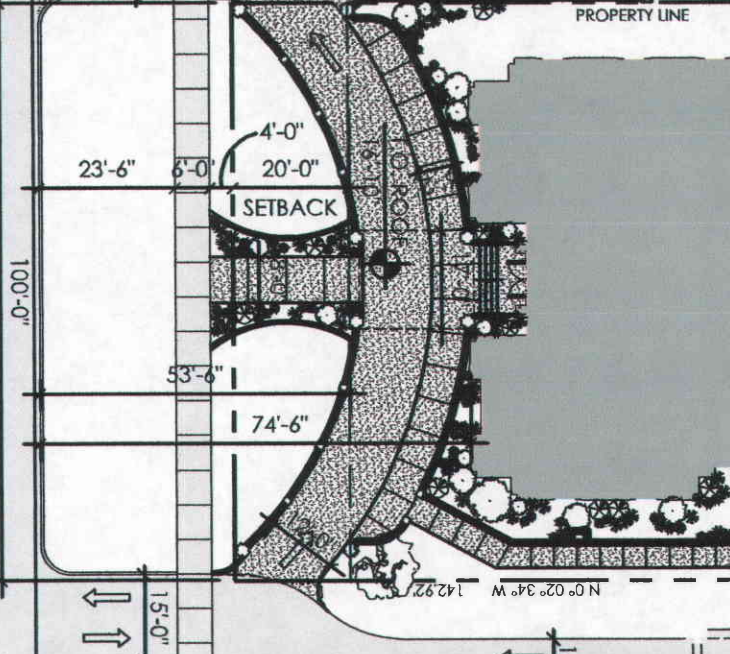 PROPERTY LINE
4'-0"
23'-6"
6'-0'
20'-0"
SETBACK
TO ROOF
100'-0"
53'-6"
74'-6"
142.92'
N 0° 02° 34° W
15'-0"